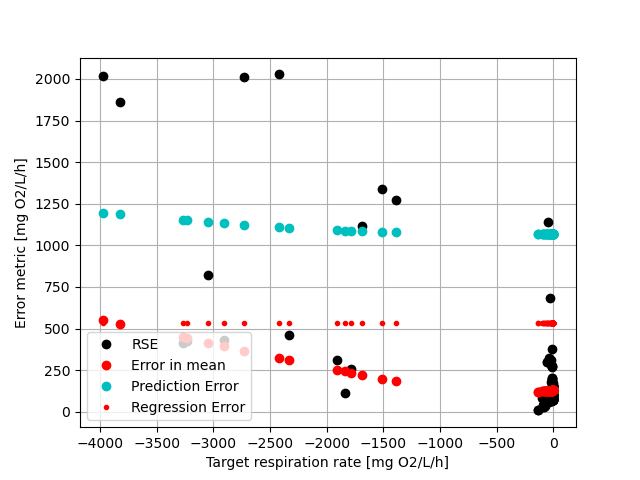 Error metric [mg O2/L/h]
2000
1750
1500
1250
1000
750
500
250
0
RSE
Error in mean
Prediction Error
Regression Error
−4000 −3500 −3000 −2500 −2000 −1500 −1000 −500 0
Target respiration rate [mg O2/L/h]